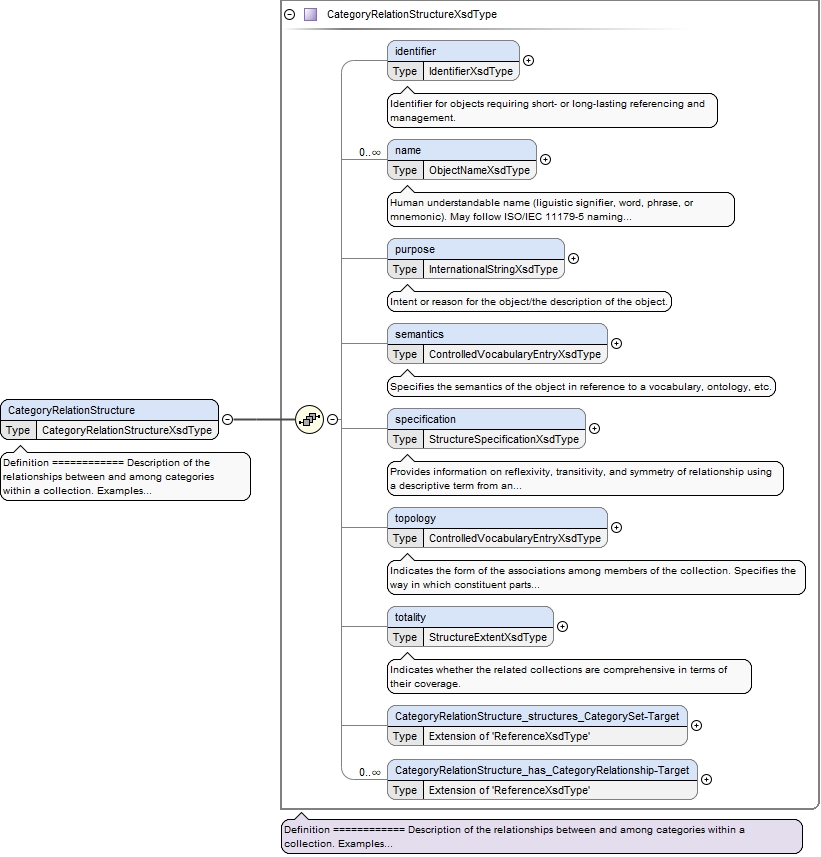 CategoryRelationStructureXsdType
identifier
Type IdentifierXsdType
Identifier for objects requiring short- or long-lasting referencing and
management.
0..∞
name
Type ObjectNameXsdType
Human understandable name (liguistic signifier, word, phrase, or
mnemonic). May follow ISO/IEC 11179-5 naming...
purpose
Type InternationalStringXsdType
Intent or reason for the object/the description of the object.
semantics
Type ControlledVocabularyEntryXsdType
Specifies the semantics of the object in reference to a vocabulary, ontology, etc.
CategoryRelationStructure
Type CategoryRelationStructureXsdType
Definition ============ Description of the
relationships between and among categories
within a collection. Examples...
specification
Type StructureSpecificationXsdType
Provides information on reflexivity, transitivity, and symmetry of relationship using
a descriptive term from an...
topology
Type ControlledVocabularyEntryXsdType
Indicates the form of the associations among members of the collection. Specifies the
way in which constituent parts...
totality
Type StructureExtentXsdType
Indicates whether the related collections are comprehensive in terms of
their coverage.
CategoryRelationStructure_structures_CategorySet-Target
Type Extension of 'ReferenceXsdType'
0..∞
CategoryRelationStructure_has_CategoryRelationship-Target
Type Extension of 'ReferenceXsdType'
Definition ============ Description of the relationships between and among categories within a
collection. Examples...